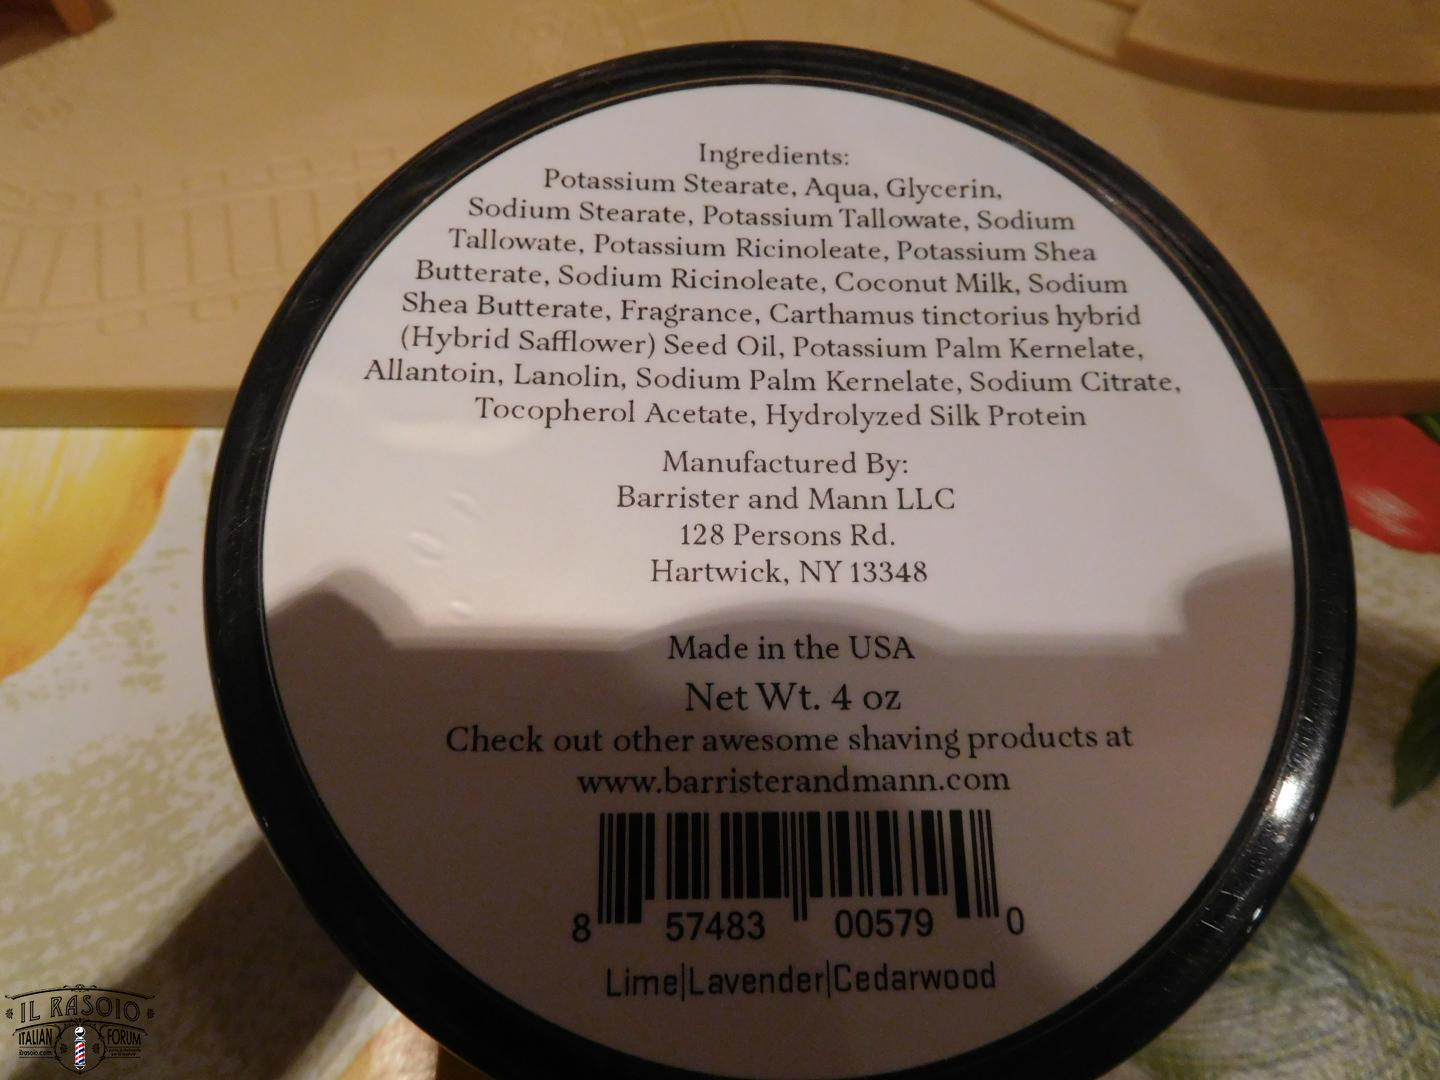 Ingredients:
Potassium Stearate, Aqua, Glycerin,
Sodium Stearate, Potassium Tallowate, Sodium
Tallowate, Potassium Ricinoleate, Potassium Shea
Butterate, Sodium Ricinoleate, Coconut Milk, Sodium
Shea Butterate, Fragrance, Carthamus tinctorius hybrid
(Hybrid Safflower) Seed Oil, Potassium Palm Kernelate,
Allantoin, Lanolin, Sodium Palm Kernelate, Sodium Citrate,
Tocopherol Acetate, Hydrolyzed Silk Protein
Manufactured By:
Barrister and Mann LLC
128 Persons Rd.
Hartwick, NY 13348
Made in the USA
Net Wt. 4 oz
Check out other awesome shaving products at
www.barristerandmann.com
8 57483 00579 0
Lime|Lavender|Cedarwood
IL RASOIO
ITALIAN FORUM
ilrasoio.com